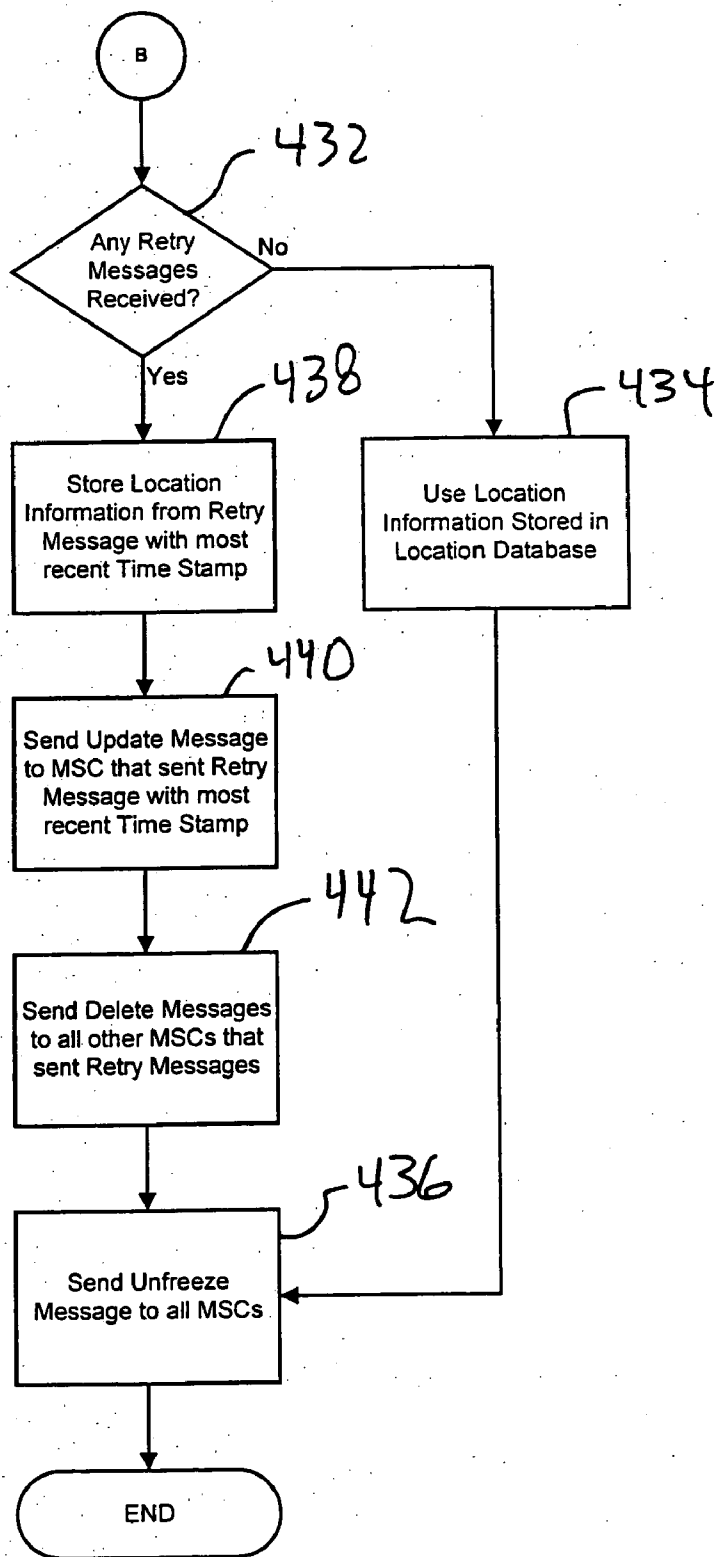 B
432
Any Retry
Messages
Received?
No
Yes
438
434
Store Location
Information from Retry
Message with most
recent Time Stamp
Use Location
Information Stored in
Location Database
440
Send Update Message
to MSC that sent Retry
Message with most
recent Time Stamp
442
Send Delete Messages
to all other MSCs that
sent Retry Messages
436
Send Unfreeze
Message to all MSCs
END